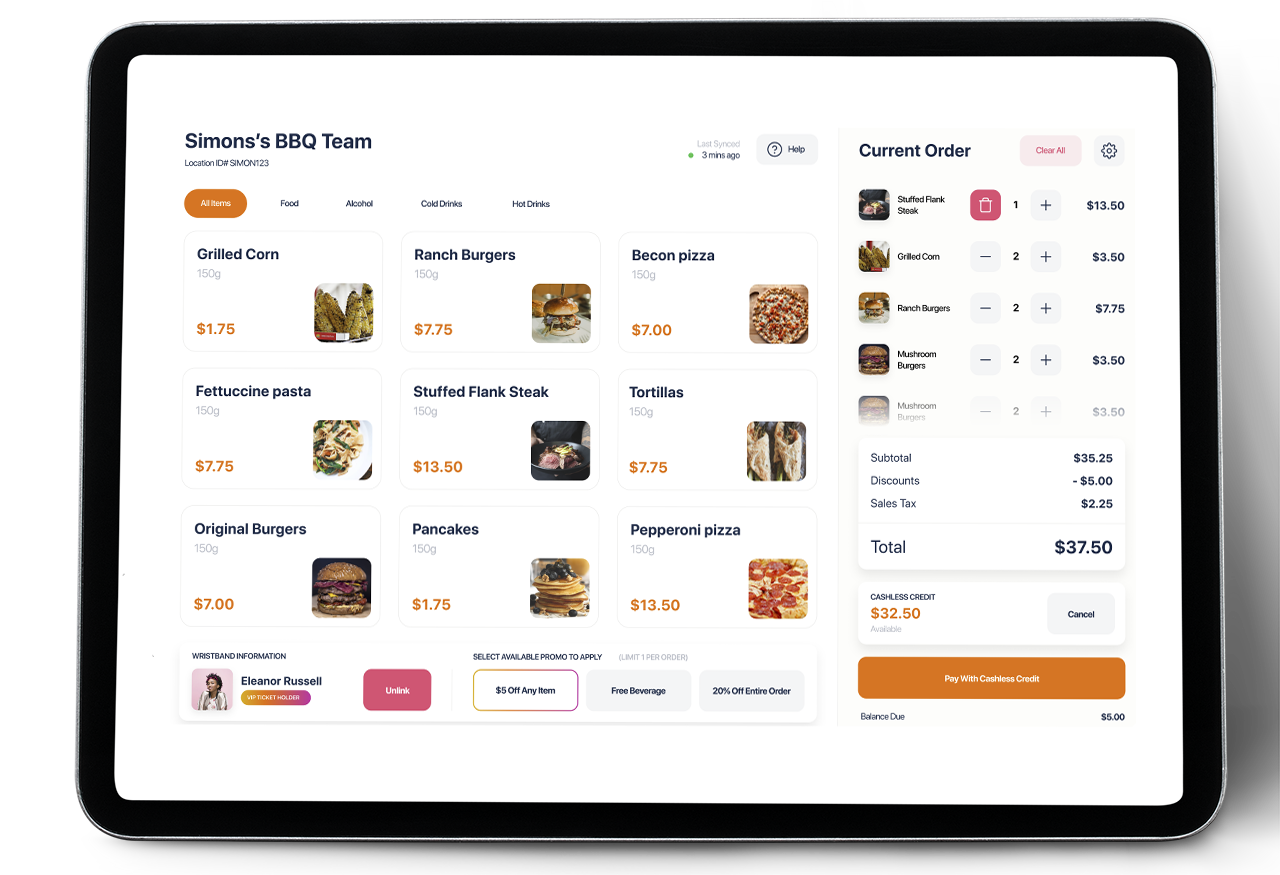 Simons's BBQ Team
Location ID# SIMON123
Last Synced
3 mins ago
Help
All Items
Food
Alcohol
Cold Drinks
Hot Drinks
Grilled Corn
150g
$1.75
Ranch Burgers
150g
$7.75
Becon pizza
150g
$7.00
Fettuccine pasta
150g
$7.75
Stuffed Flank Steak
150g
$13.50
Tortillas
150g
$7.75
Original Burgers
150g
$7.00
Pancakes
150g
$1.75
Pepperoni pizza
150g
$13.50
WRISTBAND INFORMATION
Eleanor Russell
VIP TICKET HOLDER
Unlink
SELECT AVAILABLE PROMO TO APPLY (LIMIT 1 PER ORDER)
$5 Off Any Item
Free Beverage
20% Off Entire Order
Current Order
Clear All
Stuffed Flank
Steak
1
$13.50
Grilled Corn
2
$3.50
Ranch Burgers
2
$7.75
Mushroom
Burgers
2
$3.50
Mushroom
Burgers
2
$3.50
Subtotal
$35.25
Discounts
- $5.00
Sales Tax
$2.25
Total
$37.50
CASHLESS CREDIT
$32.50
Available
Cancel
Pay With Cashless Credit
Balance Due
$5.00